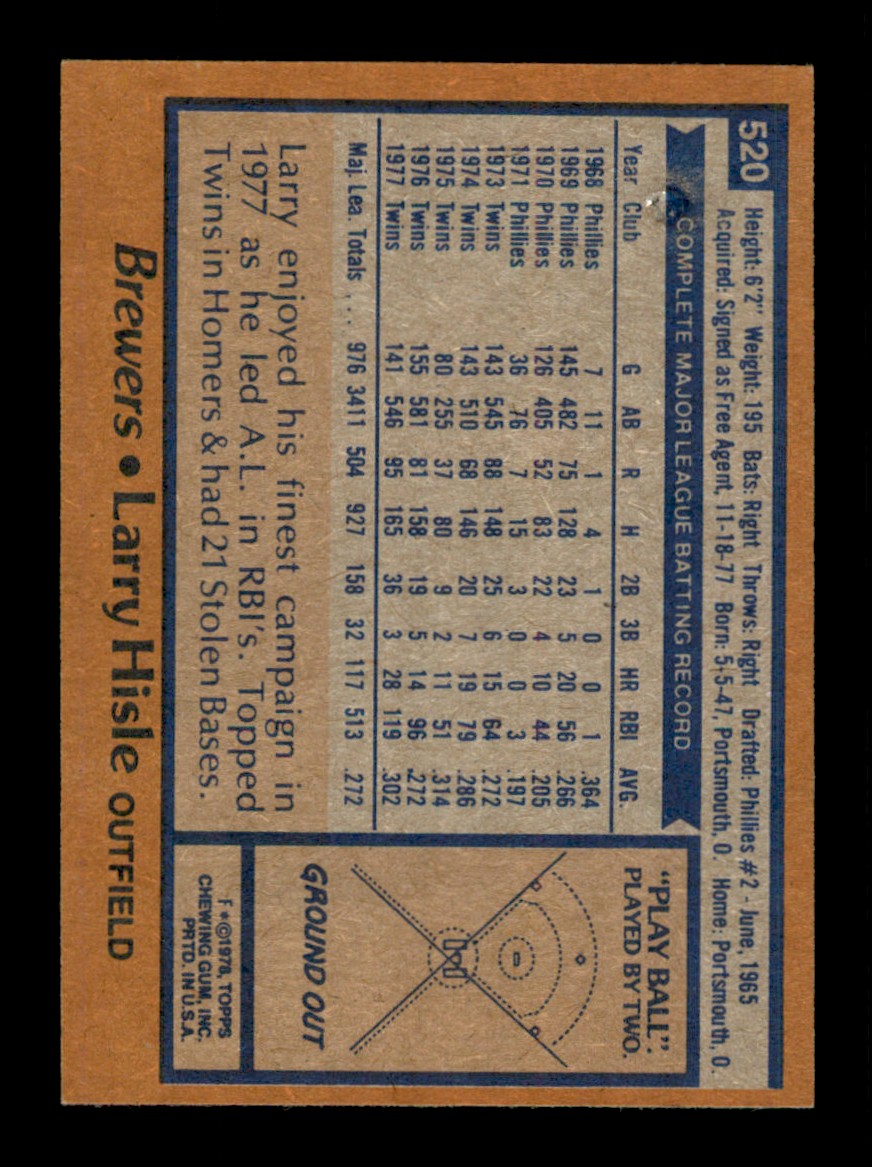 520
Height: 6'2" Weight: 195 Bats: Right Throws: Right Drafted: Phillies #2 - June, 1965
Acquired: Signed as Free Agent, 11-18-77 Born: 5-5-47, Portsmouth, O. Home: Portsmouth, O.
COMPLETE MAJOR LEAGUE BATTING RECORD
Year Club G AB R H 2B 3B HR RBI AVG.
1968 Phillies 7 11 1 4 1 0 0 1 .364
1969 Phillies 145 482 75 128 23 5 20 56 .266
1970 Phillies 126 405 52 83 22 4 10 44 .205
1971 Phillies 36 76 7 15 3 0 0 3 .197
1973 Twins 143 545 88 148 25 6 15 64 .272
1974 Twins 143 510 68 146 20 7 19 79 .286
1975 Twins 80 255 37 80 9 2 11 51 .314
1976 Twins 155 581 81 158 19 5 14 96 .272
1977 Twins 141 546 95 165 36 3 28 119 .302
Maj. Lea. Totals . . . 976 3411 504 927 158 32 117 513 .272
Larry enjoyed his finest campaign in
1977 as he led A.L. in RBI's. Topped
Twins in Homers & had 21 Stolen Bases.
"PLAY BALL":
PLAYED BY TWO.
GROUND OUT
F*©1978, TOPPS
CHEWING GUM, INC.
PRTD. IN U.S.A.
Brewers • Larry Hisle OUTFIELD